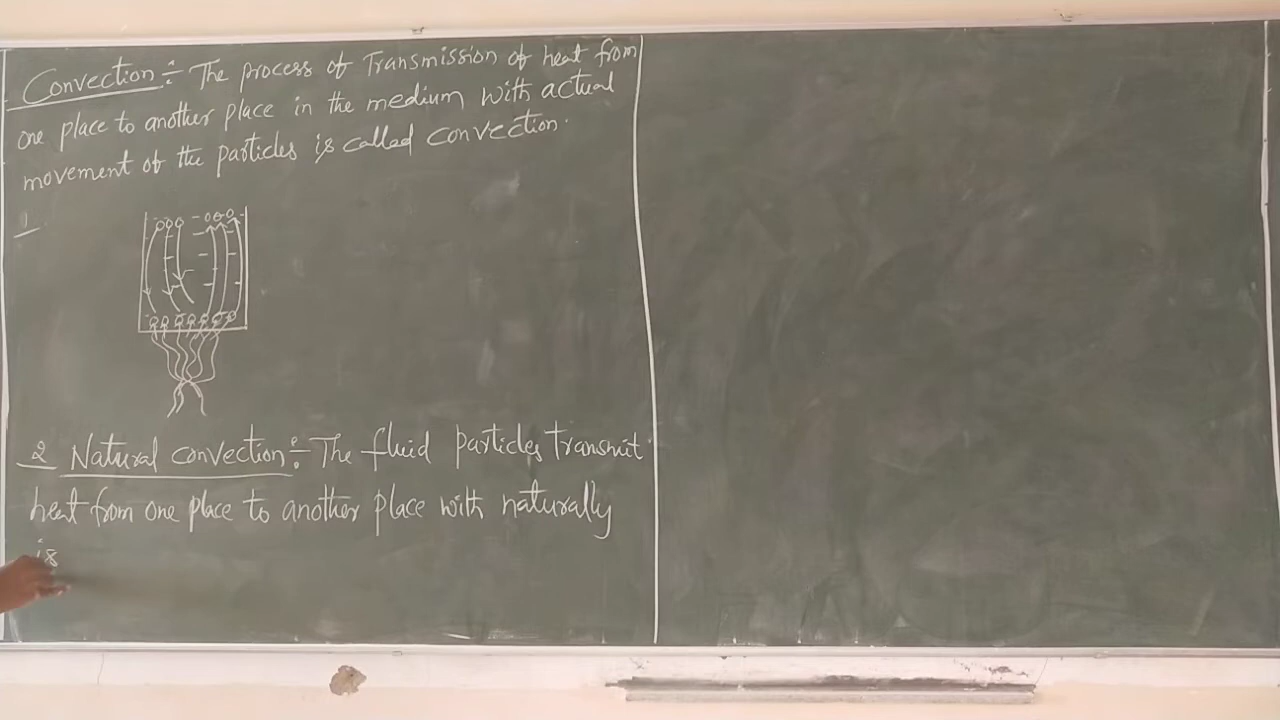 Convection ÷ The process of Transmission of heat from
one place to another place in the medium with actual
movement of the particles is called convection.
1
2 Natural convection ÷ The fluid particles transmit
heat from one place to another place with naturally
is